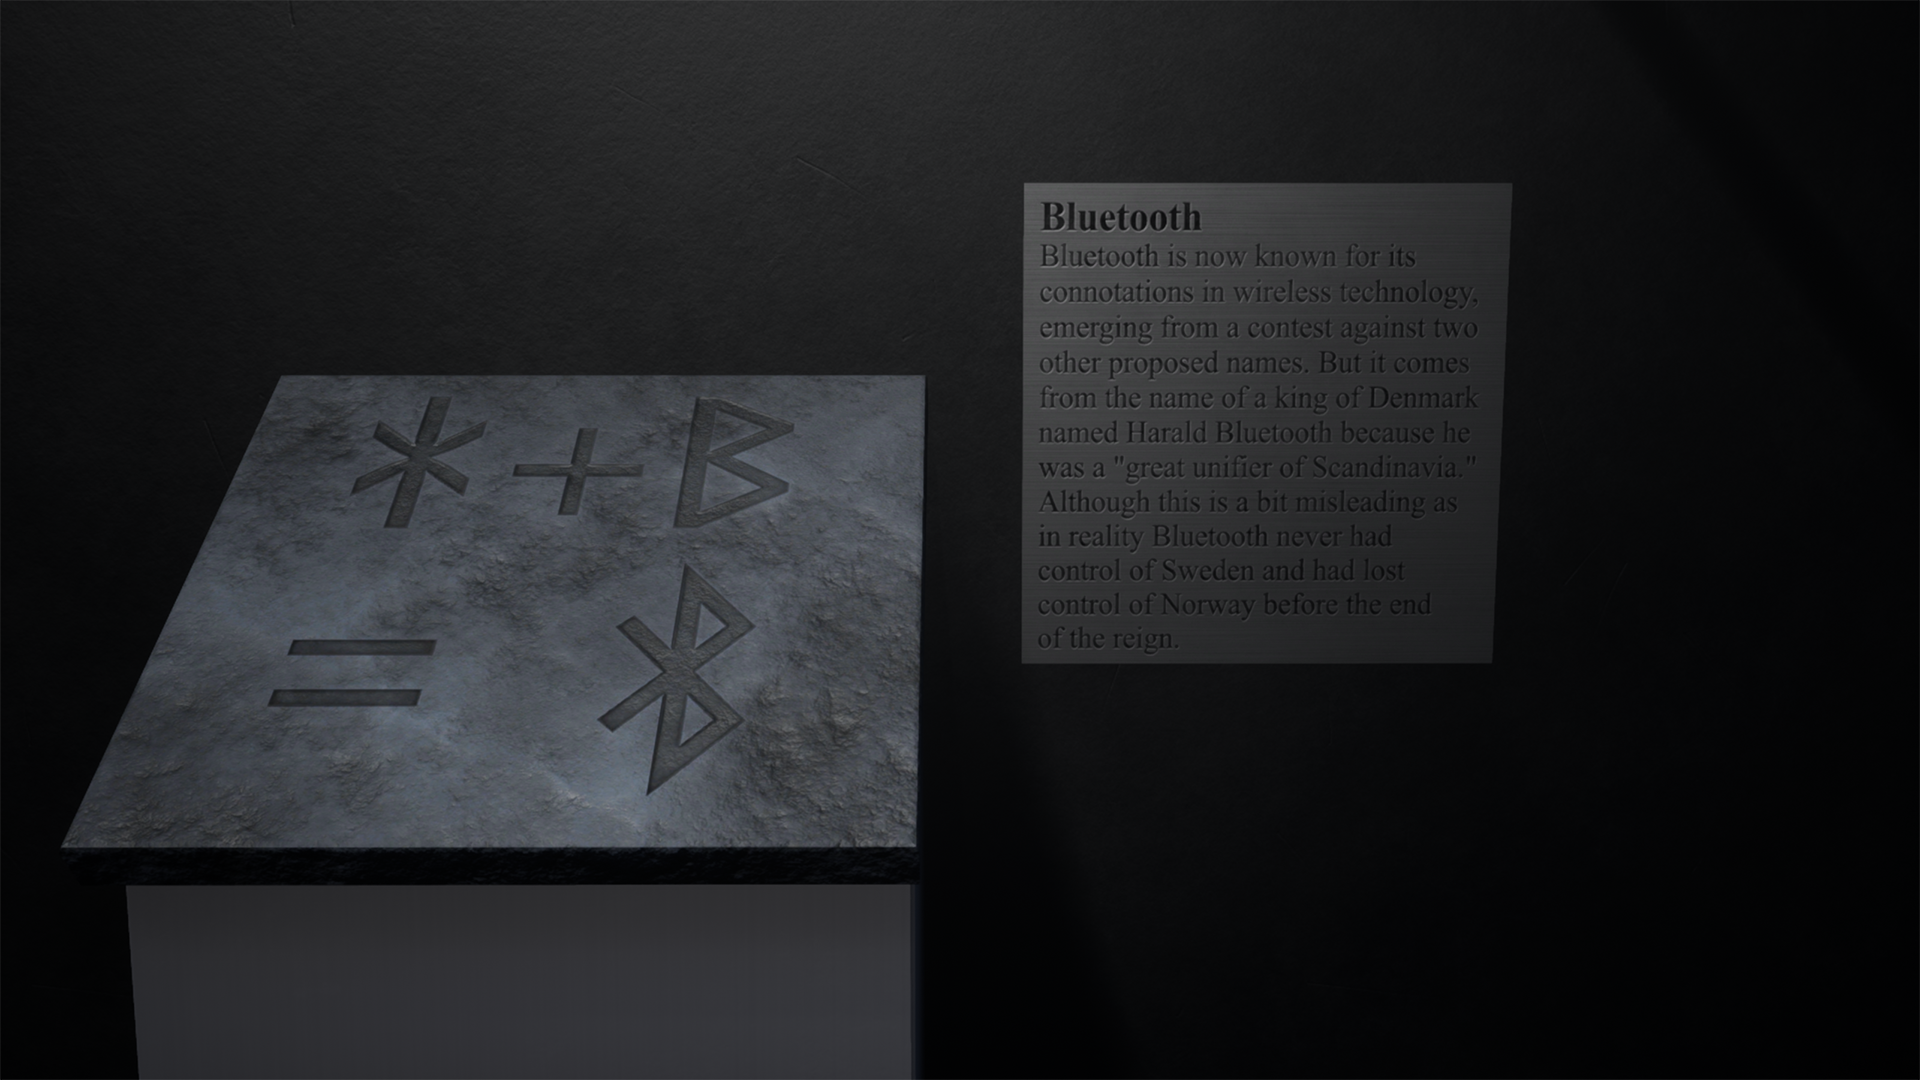 ᚼ + ᛒ
= ᛒ
Bluetooth
Bluetooth is now known for its
connotations in wireless technology,
emerging from a contest against two
other proposed names. But it comes
from the name of a king of Denmark
named Harald Bluetooth because he
was a "great unifier of Scandinavia."
Although this is a bit misleading as
in reality Bluetooth never had
control of Sweden and had lost
control of Norway before the end
of the reign.